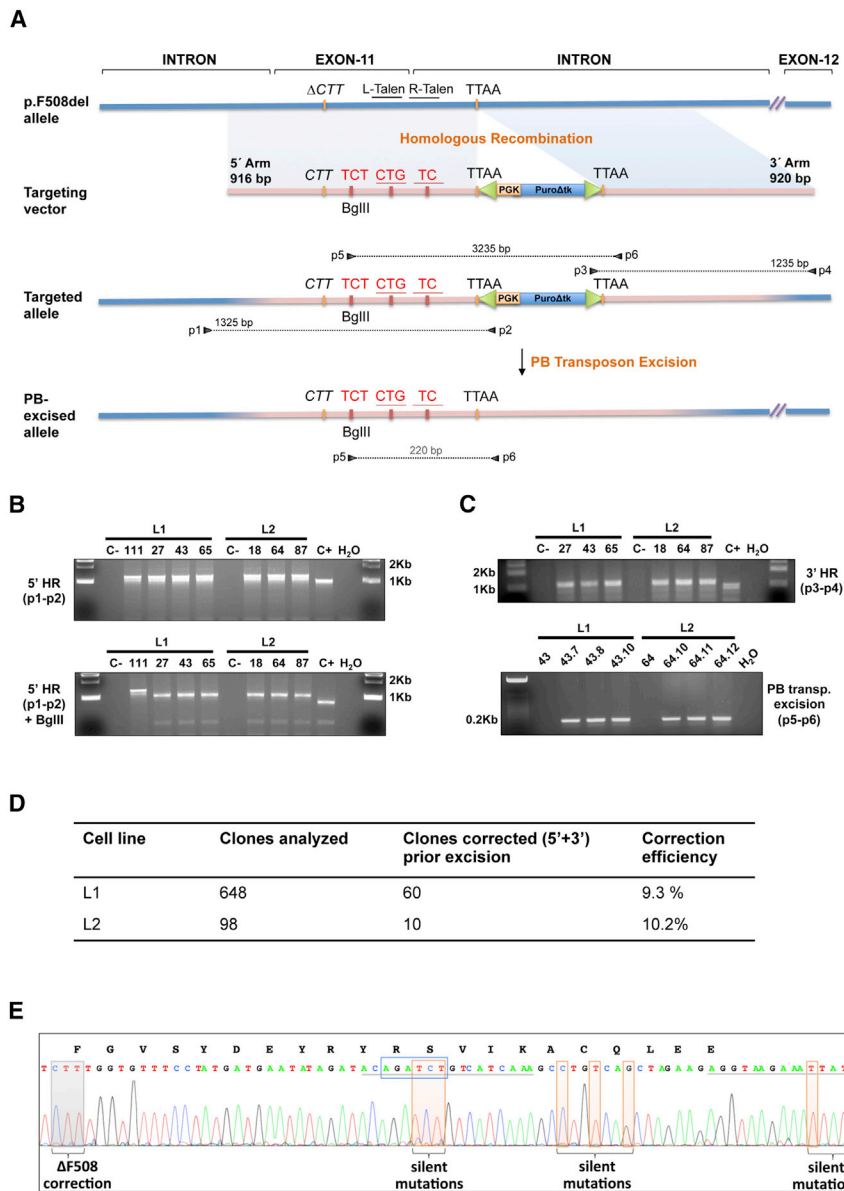 A
INTRON EXON-11 INTRON EXON-12
ΔCTT L-Talen R-Talen TTAA
p.F508del allele
Homologous Recombination
5´ Arm 916 bp
3´ Arm 920 bp
Targeting vector
CTT TCT CTG TC TTAA PGK PuroΔtk TTAA
BgIII
p5 3235 bp p6
p3 1235 bp p4
Targeted allele
CTT TCT CTG TC TTAA PGK PuroΔtk TTAA
BgIII
p1 1325 bp p2
PB Transposon Excision
PB-excised allele
CTT TCT CTG TC TTAA
BgIII
p5 220 bp p6
B
L1 L2
C- 111 27 43 65 C- 18 64 87 C+ H2O
5' HR (p1-p2)
2Kb
1Kb
L1 L2
C- 111 27 43 65 C- 18 64 87 C+ H2O
5' HR (p1-p2) + BgIII
2Kb
1Kb
C
L1 L2
C- 27 43 65 C- 18 64 87 C+ H2O
2Kb
1Kb
3' HR (p3-p4)
L1 L2
43 43.7 43.8 43.10 64 64.10 64.11 64.12 H2O
0.2Kb
PB transp. excision (p5-p6)
D
Cell line Clones analyzed Clones corrected (5'+3') prior excision Correction efficiency
L1 648 60 9.3 %
L2 98 10 10.2%
E
F G V S Y D E Y R Y R S V I K A C Q L E E
T C T T T G G T G T T T C C T A T G A T G A A T A T A G A T A C A G A T C T G T C A T C A A A G C C T G T C A G C T A G A A G A G G T A A G A A A T T A T
ΔF508 correction
silent mutations
silent mutations
silent mutations